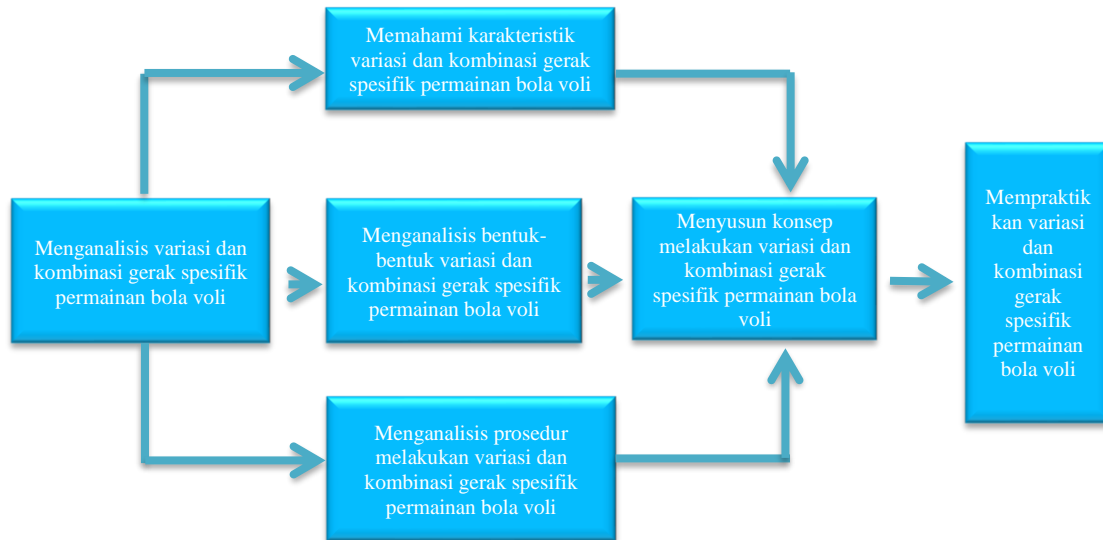 Memahami karakteristik
variasi dan kombinasi gerak
spesifik permainan bola voli
Menganalisis variasi dan
kombinasi gerak spesifik
permainan bola voli
Menganalisis bentuk-
bentuk variasi dan
kombinasi gerak spesifik
permainan bola voli
Menganalisis prosedur
melakukan variasi dan
kombinasi gerak spesifik
permainan bola voli
Menyusun konsep
melakukan variasi dan
kombinasi gerak
spesifik permainan bola
voli
Mempraktik
kan variasi
dan
kombinasi
gerak
spesifik
permainan
bola voli